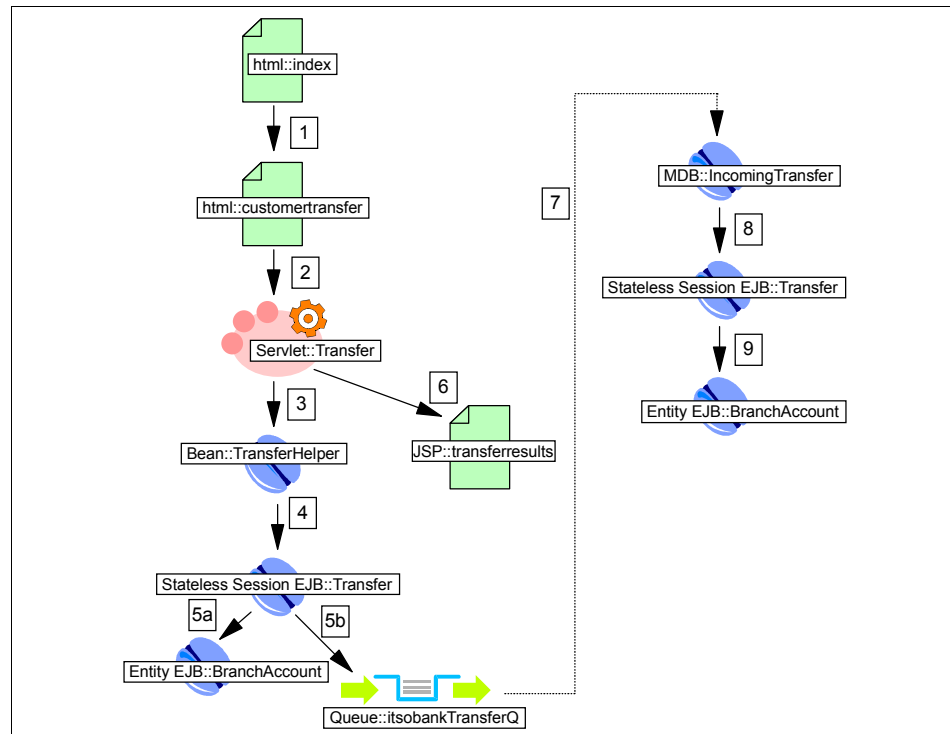 html::index
1
html::customertransfer
2
Servlet::Transfer
3
6
Bean::TransferHelper
JSP::transferresults
4
Stateless Session EJB::Transfer
5a
5b
Entity EJB::BranchAccount
Queue::itsobankTransferQ
7
MDB::IncomingTransfer
8
Stateless Session EJB::Transfer
9
Entity EJB::BranchAccount